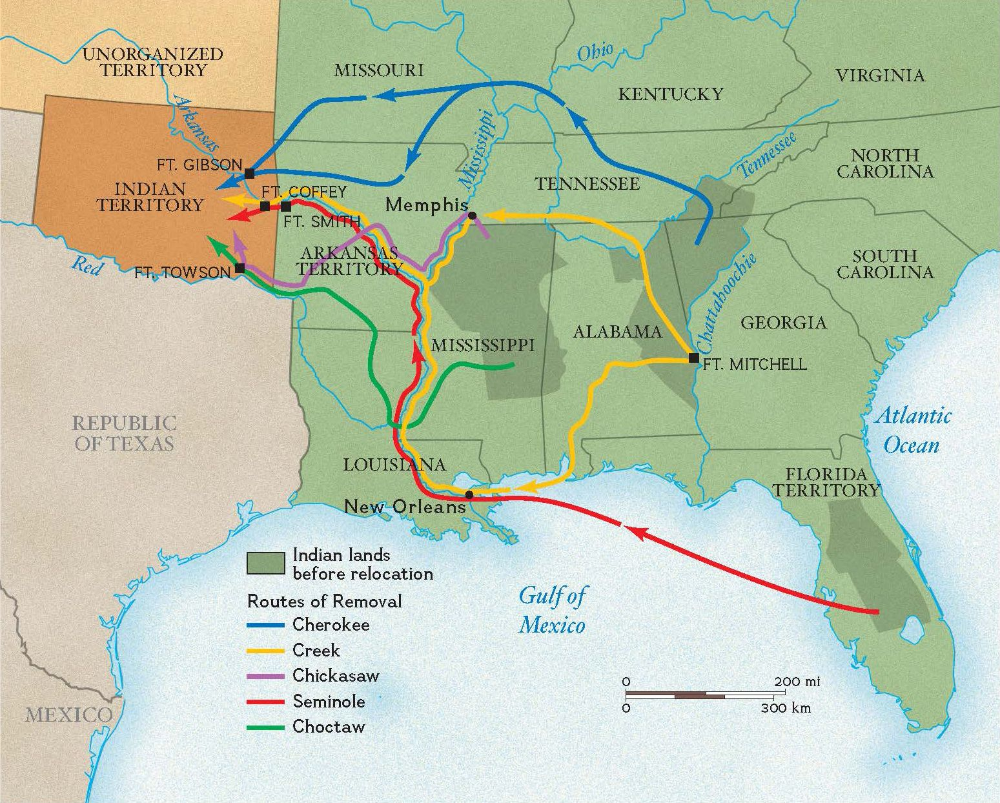 UNORGANIZED
TERRITORY
MISSOURI
Ohio
KENTUCKY
VIRGINIA
Arkansas
Mississippi
Tennessee
FT. GIBSON
INDIAN
TERRITORY
FT. COFFEY
FT. SMITH
Memphis
TENNESSEE
NORTH
CAROLINA
Red
FT. TOWSON
ARKANSAS
TERRITORY
SOUTH
CAROLINA
Chattahoochie
MISSISSIPPI
ALABAMA
GEORGIA
FT. MITCHELL
REPUBLIC
OF TEXAS
Atlantic
Ocean
LOUISIANA
New Orleans
FLORIDA
TERRITORY
Gulf of
Mexico
MEXICO
Indian lands
before relocation
Routes of Removal
Cherokee
Creek
Chickasaw
Seminole
Choctaw
0 200 mi
0 300 km